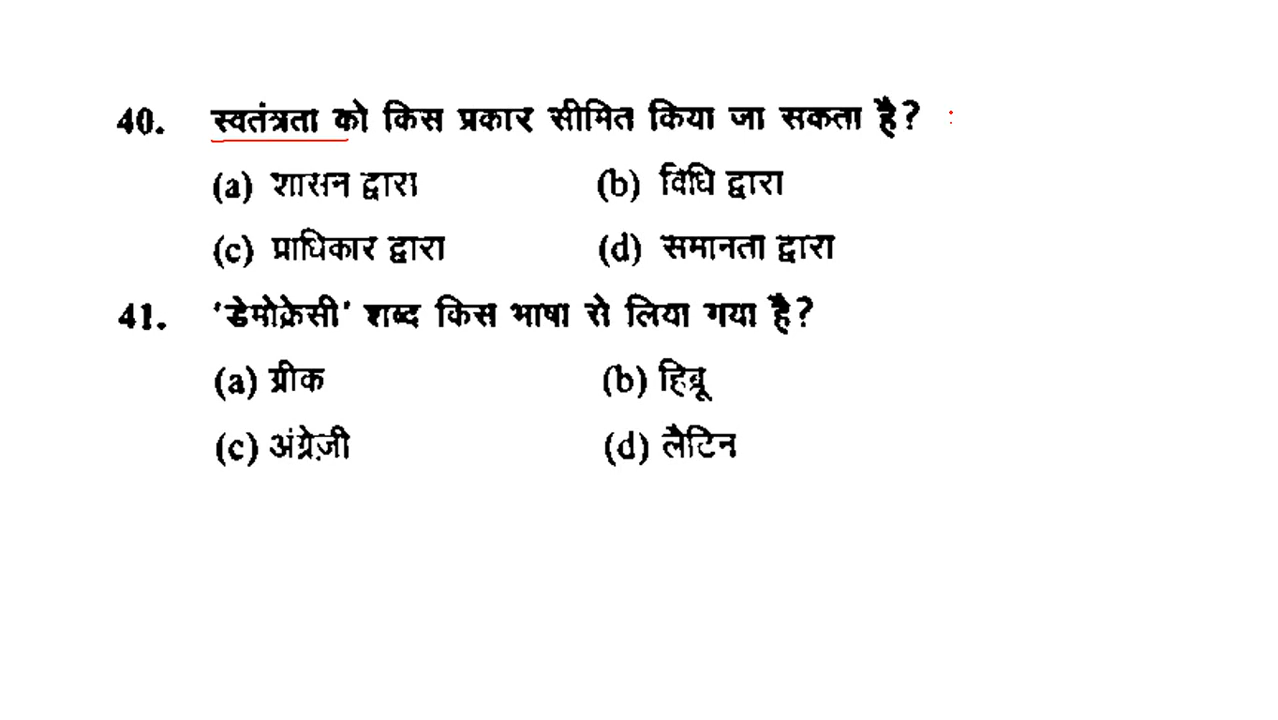 40. स्वतंत्रता को किस प्रकार सीमित किया जा सकता है?
(a) शासन द्वारा (b) विधि द्वारा
(c) प्राधिकार द्वारा (d) समानता द्वारा
41. 'डेमोक्रेसी' शब्द किस भाषा से लिया गया है?
(a) ग्रीक (b) हिब्रू
(c) अंग्रेज़ी (d) लैटिन